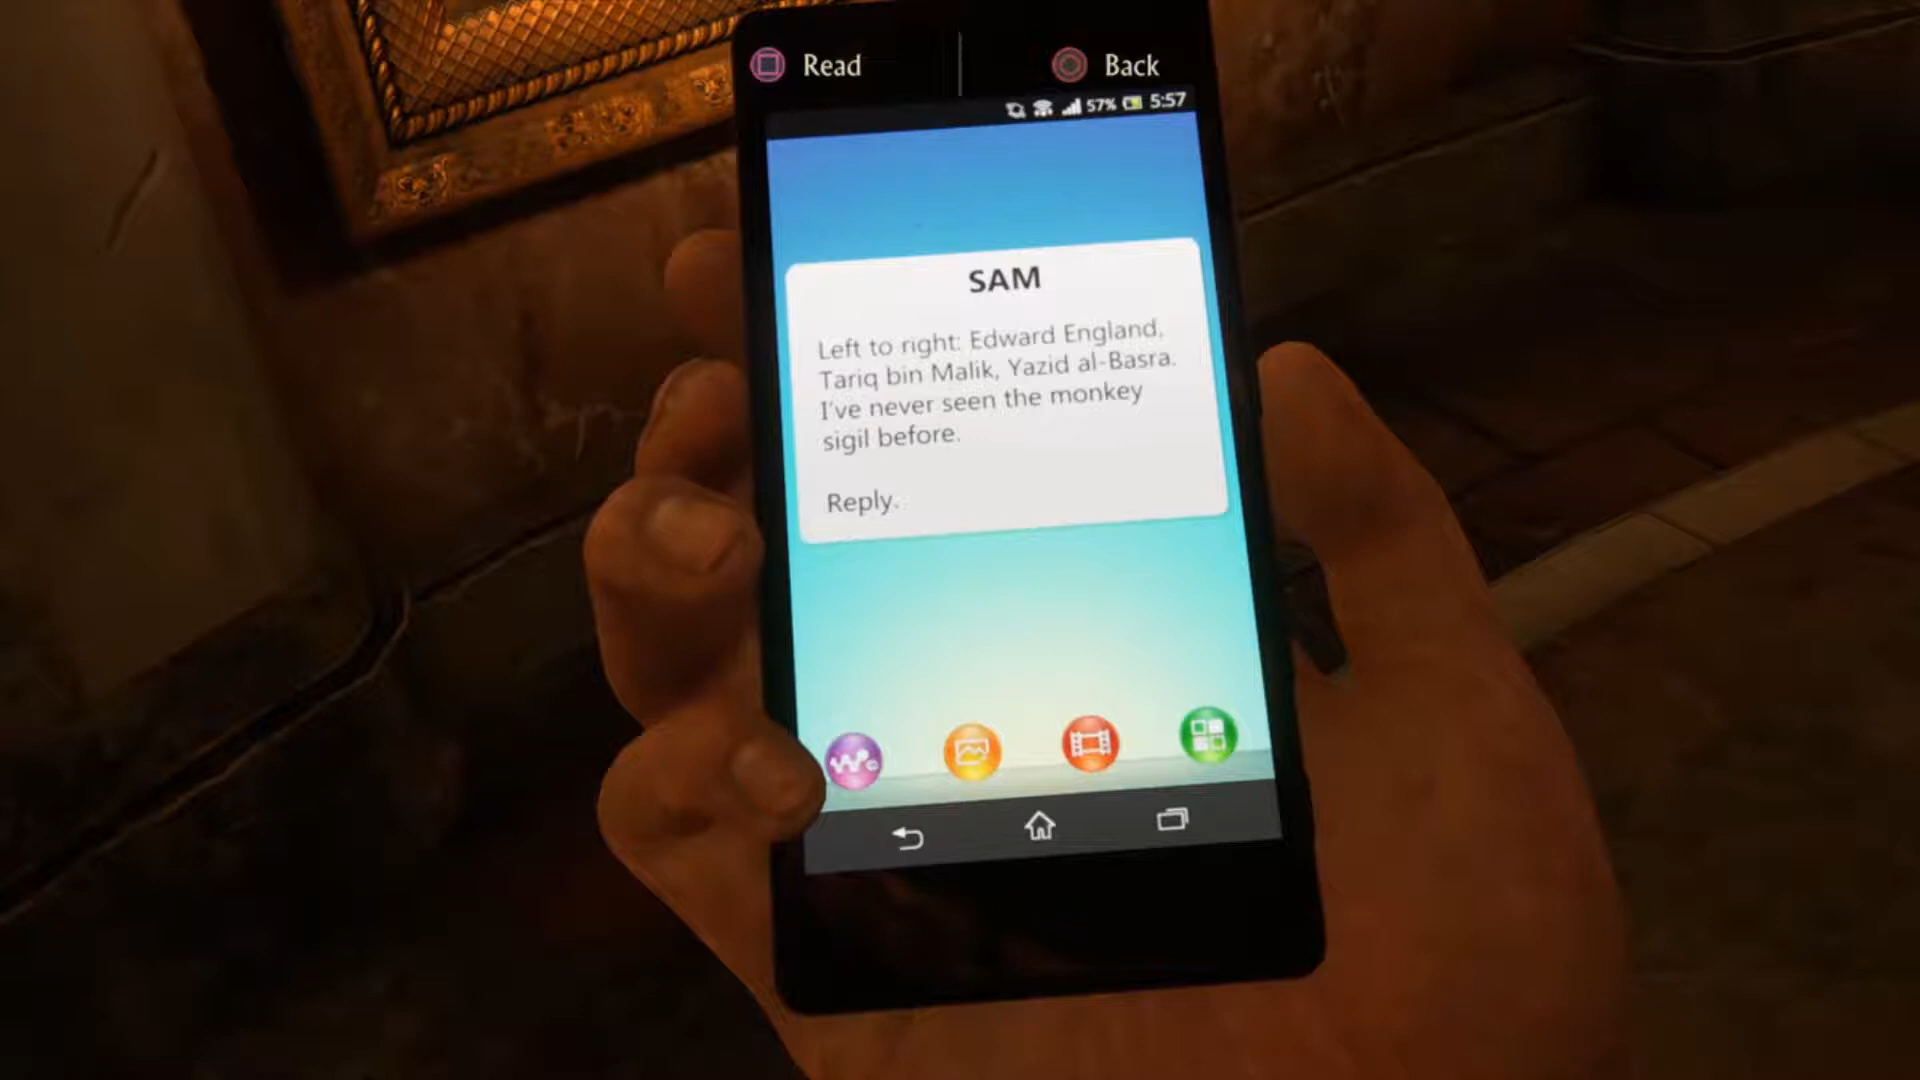 Read
Back
57% 5:57
SAM
Left to right: Edward England,
Tariq bin Malik, Yazid al-Basra.
I've never seen the monkey
sigil before.
Reply.